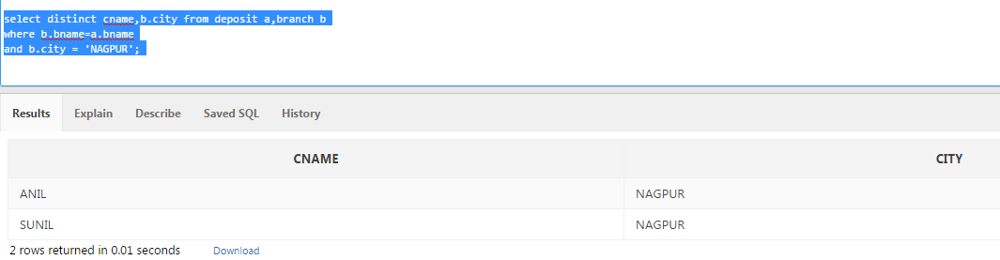 select distinct cname,b.city from deposit a,branch b
where b.bname=a.bname
and b.city = 'NAGPUR';
Results Explain Describe Saved SQL History
CNAME CITY
ANIL NAGPUR
SUNIL NAGPUR
2 rows returned in 0.01 seconds Download